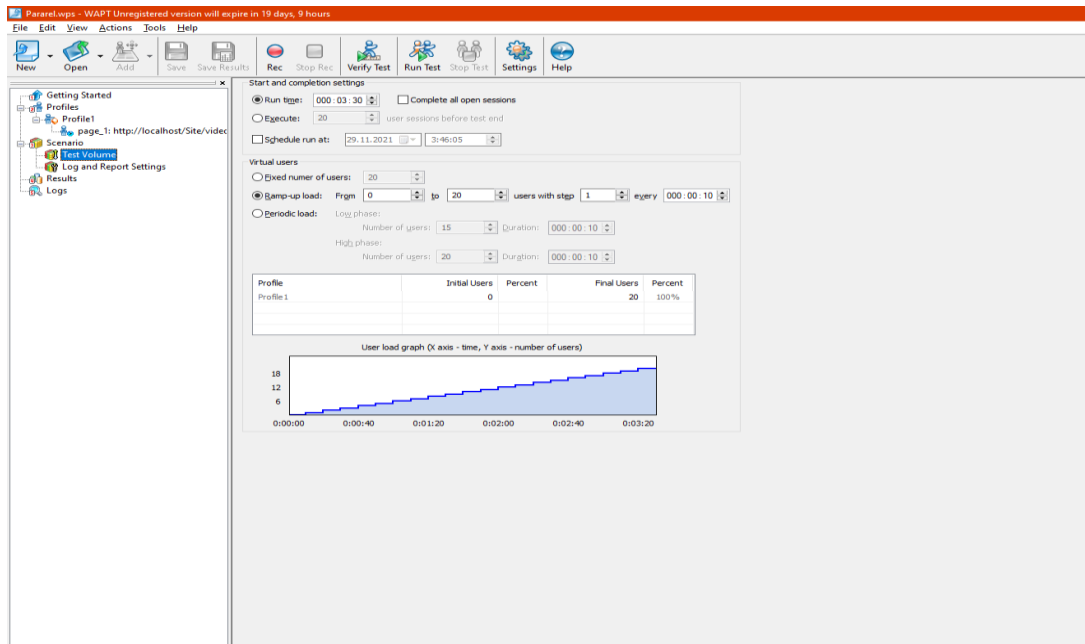 Pararel.wps - WAPT Unregistered version will expire in 19 days, 9 hours
File Edit View Actions Tools Help
New Open Add Save Save Results Rec Stop Rec Verify Test Run Test Stop Test Settings Help
Getting Started
Profiles
Profile1
page_1: http://localhost/Site/videc
Scenario
Test Volume
Log and Report Settings
Results
Logs
Start and completion settings
Run time: 000:03:30 Complete all open sessions
Execute: 20 user sessions before test end
Schedule run at: 29.11.2021 3:46:05
Virtual users
Fixed numer of users: 20
Ramp-up load: From 0 to 20 users with step 1 every 000:00:10
Periodic load: Low phase:
Number of users: 15 Duration: 000:00:10
High phase:
Number of users: 20 Duration: 000:00:10
Profile Initial Users Percent Final Users Percent
Profile1 0 20 100%
User load graph (X axis - time, Y axis - number of users)
18
12
6
0:00:00 0:00:40 0:01:20 0:02:00 0:02:40 0:03:20